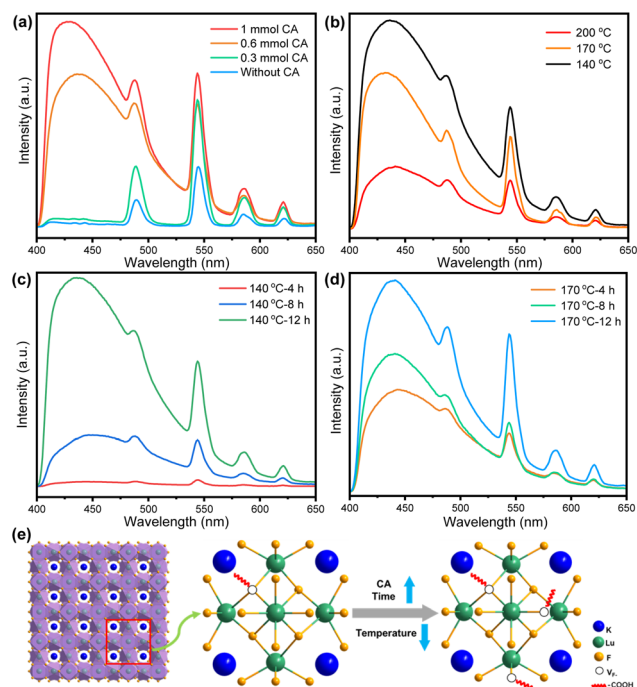 (a)
1 mmol CA
0.6 mmol CA
0.3 mmol CA
Without CA
Intensity (a.u.)
400 450 500 550 600 650
Wavelength (nm)
(b)
200 °C
170 °C
140 °C
Intensity (a.u.)
400 450 500 550 600 650
Wavelength (nm)
(c)
140 °C-4 h
140 °C-8 h
140 °C-12 h
Intensity (a.u.)
400 450 500 550 600 650
Wavelength (nm)
(d)
170 °C-4 h
170 °C-8 h
170 °C-12 h
Intensity (a.u.)
400 450 500 550 600 650
Wavelength (nm)
(e)
CA
Time
Temperature
K
Lu
F
V_F-
-COOH